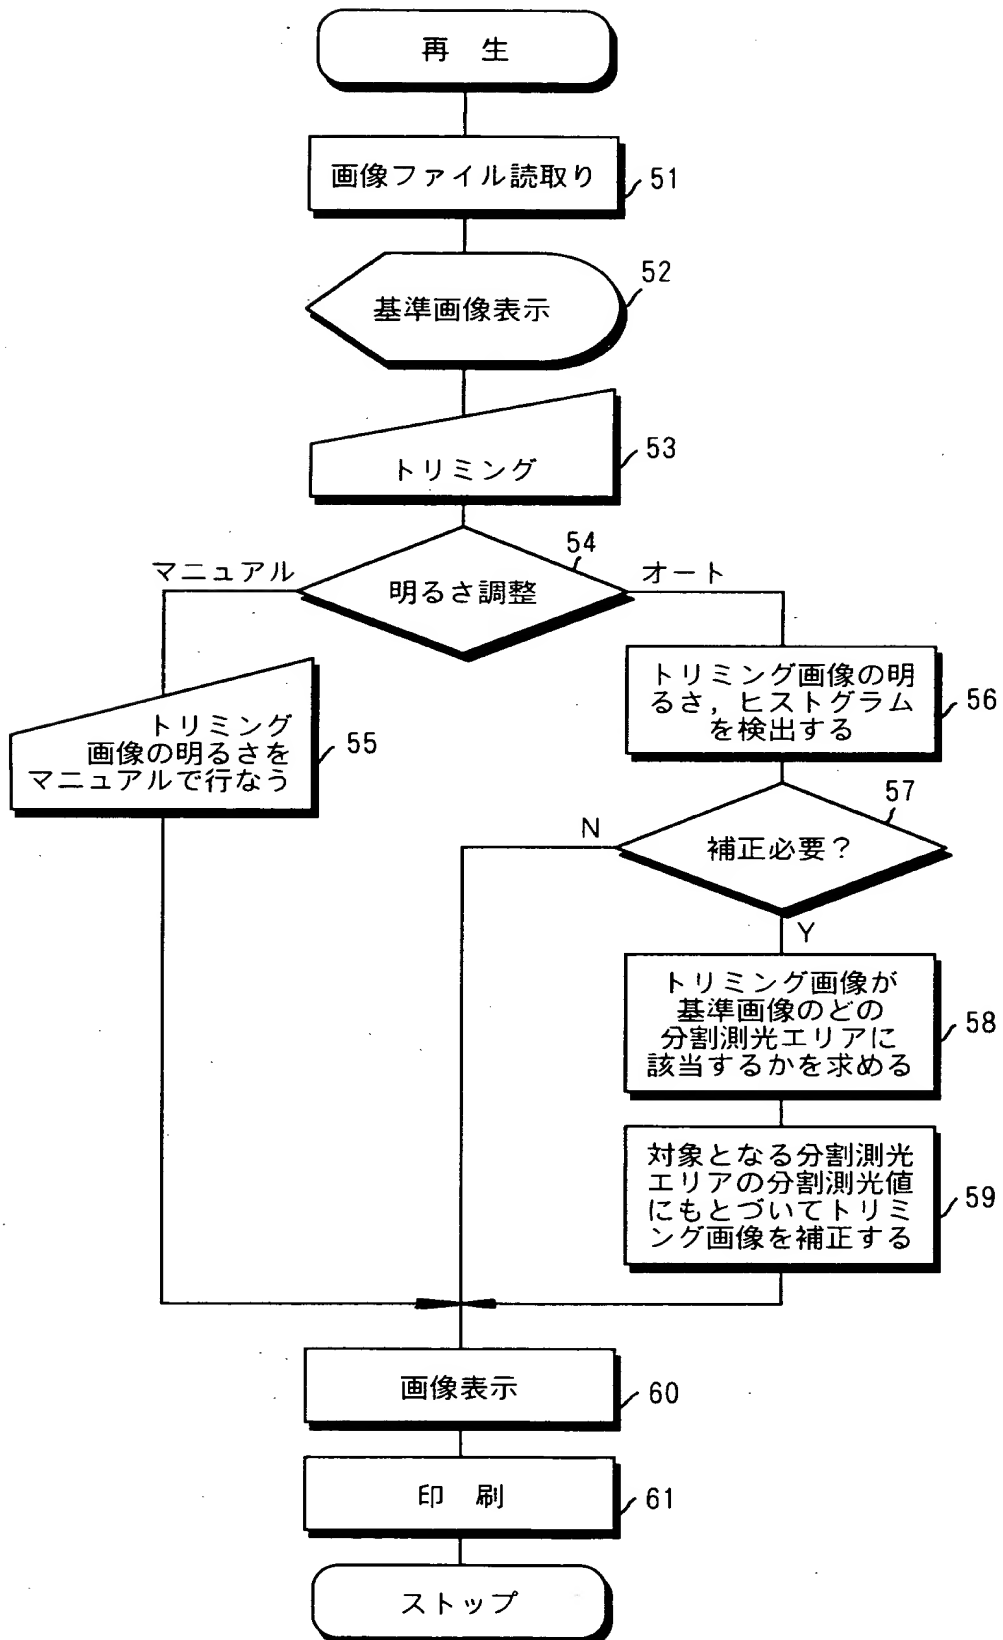 再 生
画像ファイル読取り
51
基準画像表示
52
トリミング
53
明るさ調整
54
マニュアル
オート
トリミング
画像の明るさを
マニュアルで行なう
55
トリミング画像の明
るさ,ヒストグラム
を検出する
56
補正必要?
57
N
Y
トリミング画像が
基準画像のどの
分割測光エリアに
該当するかを求める
58
対象となる分割測光
エリアの分割測光値
にもとづいてトリミ
ング画像を補正する
59
画像表示
60
印 刷
61
ストップ